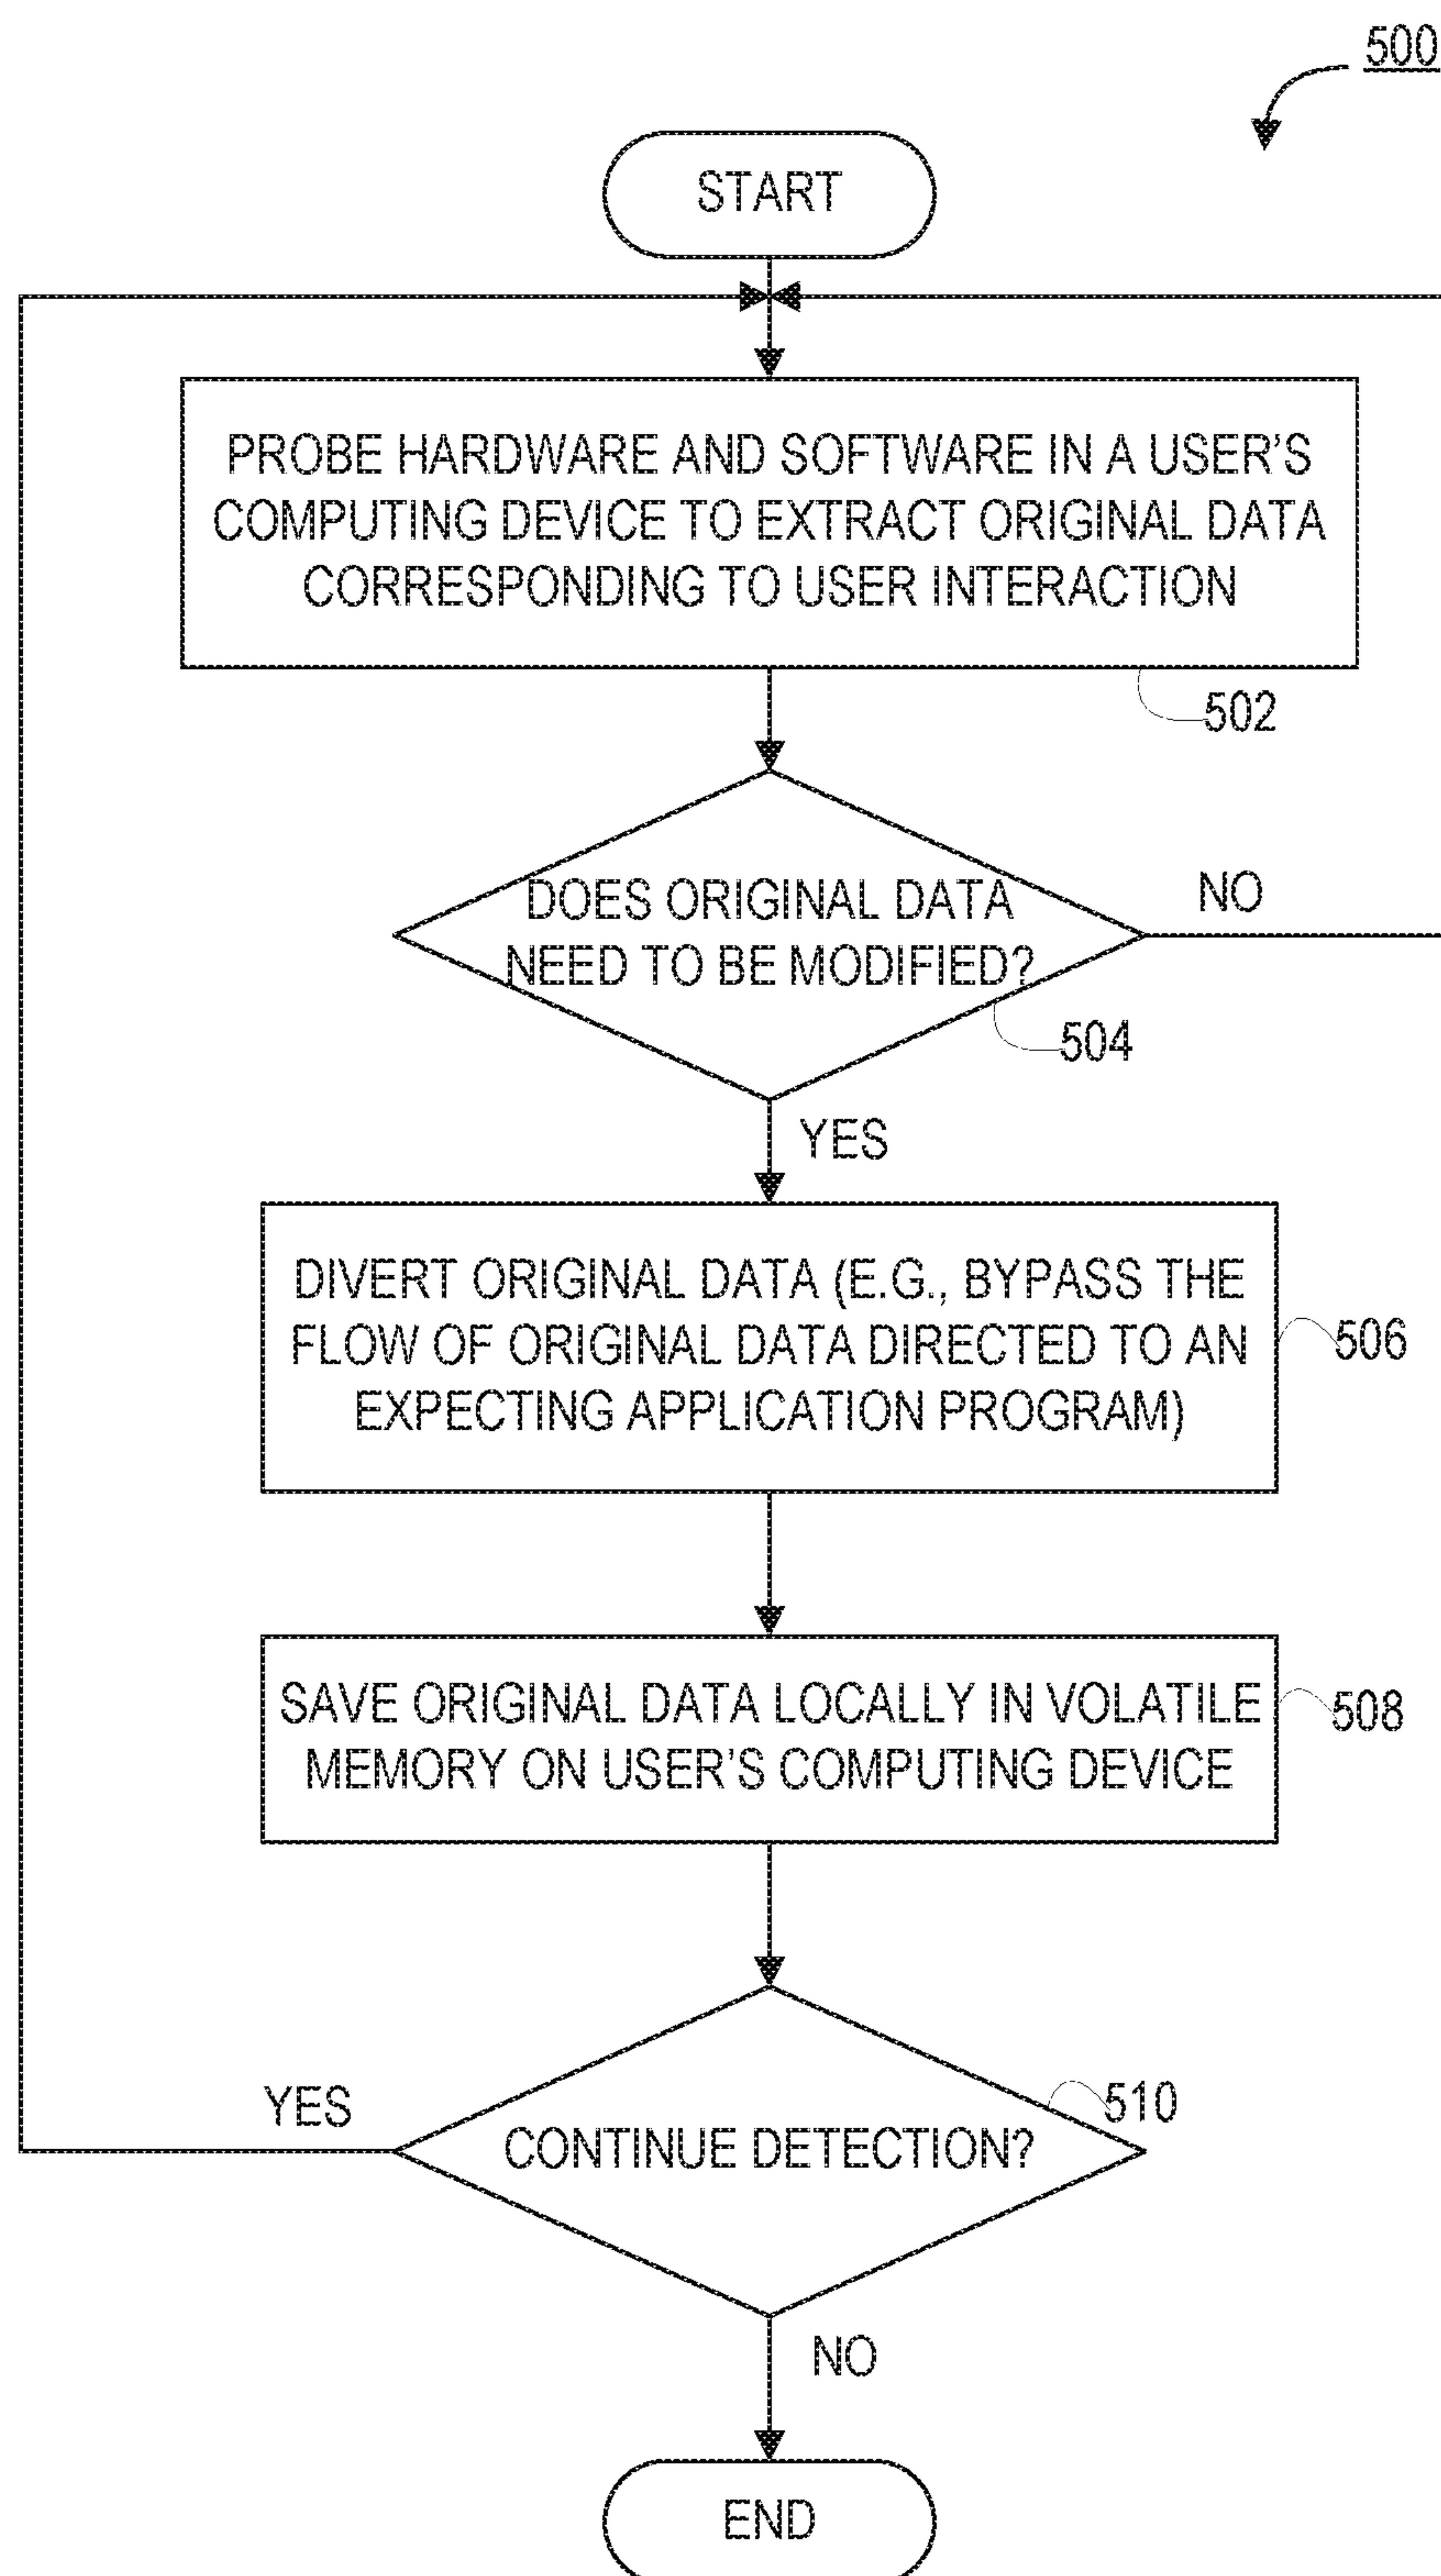 500
START
PROBE HARDWARE AND SOFTWARE IN A USER'S
COMPUTING DEVICE TO EXTRACT ORIGINAL DATA
CORRESPONDING TO USER INTERACTION
502
DOES ORIGINAL DATA
NEED TO BE MODIFIED?
NO
504
YES
DIVERT ORIGINAL DATA (E.G., BYPASS THE
FLOW OF ORIGINAL DATA DIRECTED TO AN
EXPECTING APPLICATION PROGRAM)
506
SAVE ORIGINAL DATA LOCALLY IN VOLATILE
MEMORY ON USER'S COMPUTING DEVICE
508
YES
510
CONTINUE DETECTION?
NO
END